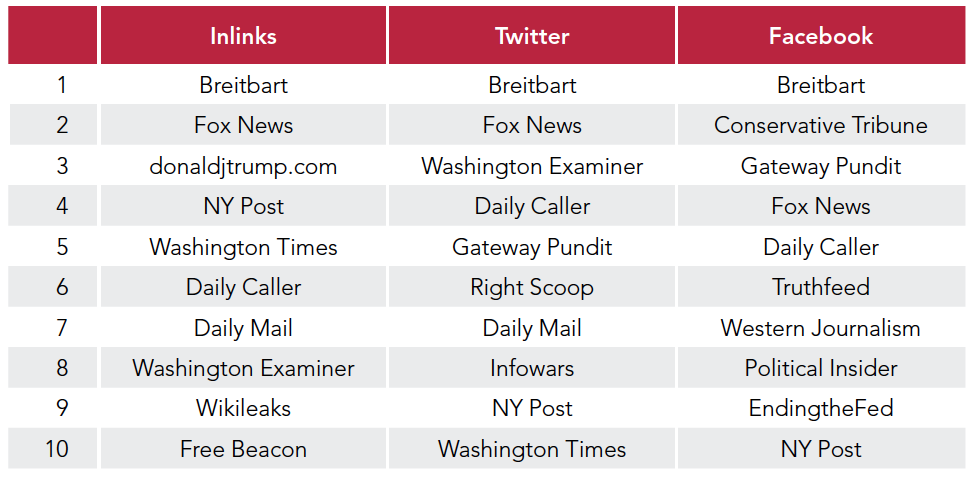 Inlinks Twitter Facebook
1 Breitbart Breitbart Breitbart
2 Fox News Fox News Conservative Tribune
3 donaldjtrump.com Washington Examiner Gateway Pundit
4 NY Post Daily Caller Fox News
5 Washington Times Gateway Pundit Daily Caller
6 Daily Caller Right Scoop Truthfeed
7 Daily Mail Daily Mail Western Journalism
8 Washington Examiner Infowars Political Insider
9 Wikileaks NY Post EndingtheFed
10 Free Beacon Washington Times NY Post